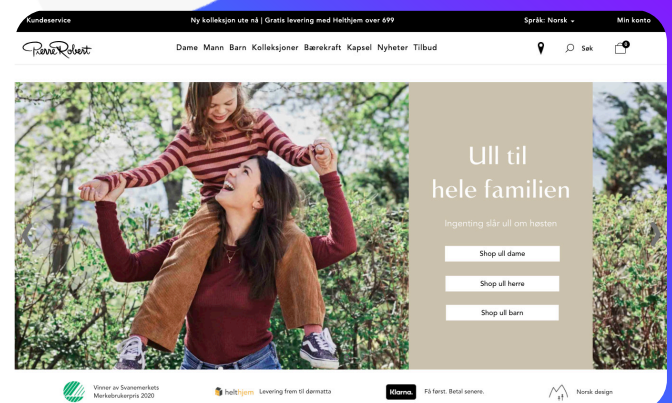 Kundeservice
Ny kolleksjon ute nå | Gratis levering med Helthjem over 699
Språk: Norsk
Min konto
Pierre Robert
Dame Mann Barn Kolleksjoner Bærekraft Kapsel Nyheter Tilbud
Søk
0
Ull til
hele familien
Ingenting slår ull om høsten
Shop ull dame
Shop ull herre
Shop ull barn
Vinner av Svanemerkets
Merkebrukerpris 2020
helthjem Levering frem til dørmatta
Klarna. Få først. Betal senere.
Norsk design